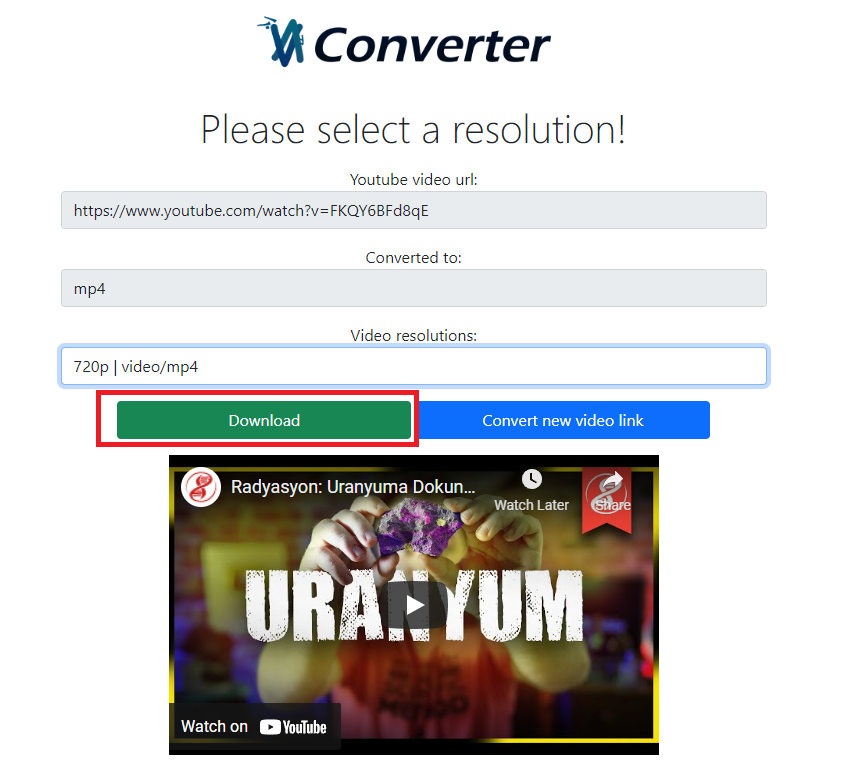 Converter
Please select a resolution!
Youtube video url:
https://www.youtube.com/watch?v=FKQY6BFd8qE
Converted to:
mp4
Video resolutions:
720p | video/mp4
Download
Convert new video link
Radyasyon: Uranyuma Dokun...
Watch Later
Share
URANYUM
Watch on YouTube